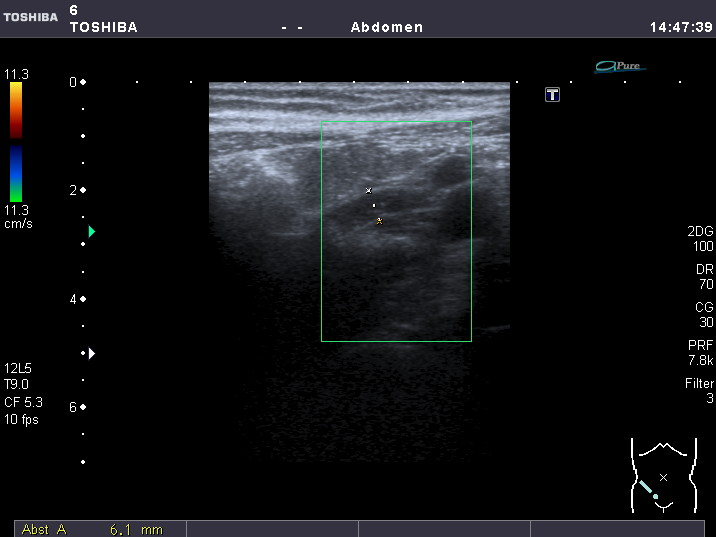 6
TOSHIBA
TOSHIBA - - Abdomen 14:47:39
APure
11.3
11.3
cm/s
0
2
4
6
T
2DG
100
DR
70
CG
30
PRF
7.8k
Filter
3
12L5
T9.0
CF 5.3
10 fps
Abst A 6.1 mm